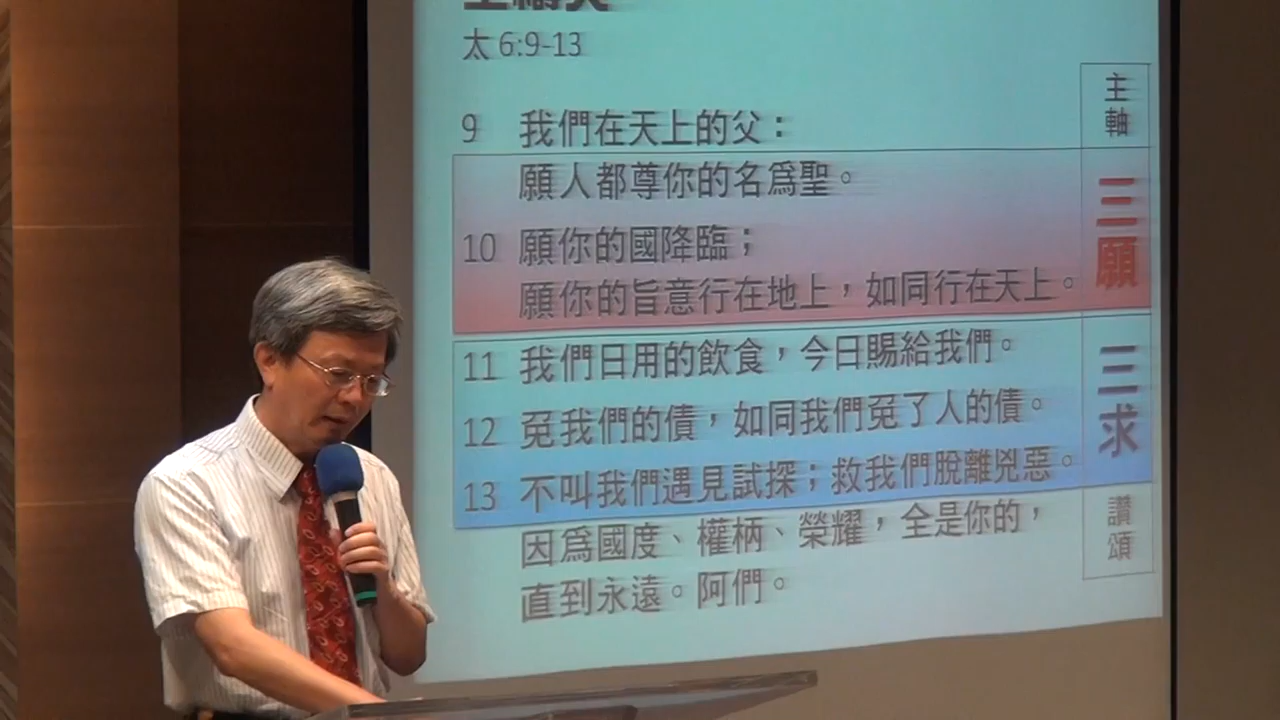 太 6:9-13
主軸
9 我們在天上的父：
願人都尊你的名為聖。
10 願你的國降臨；
願你的旨意行在地上，如同行在天上。
三願
11 我們日用的飲食，今日賜給我們。
12 免我們的債，如同我們免了人的債。
13 不叫我們遇見試探；救我們脫離兇惡。
三求
因為國度、權柄、榮耀，全是你的，
直到永遠。阿們。
讚頌